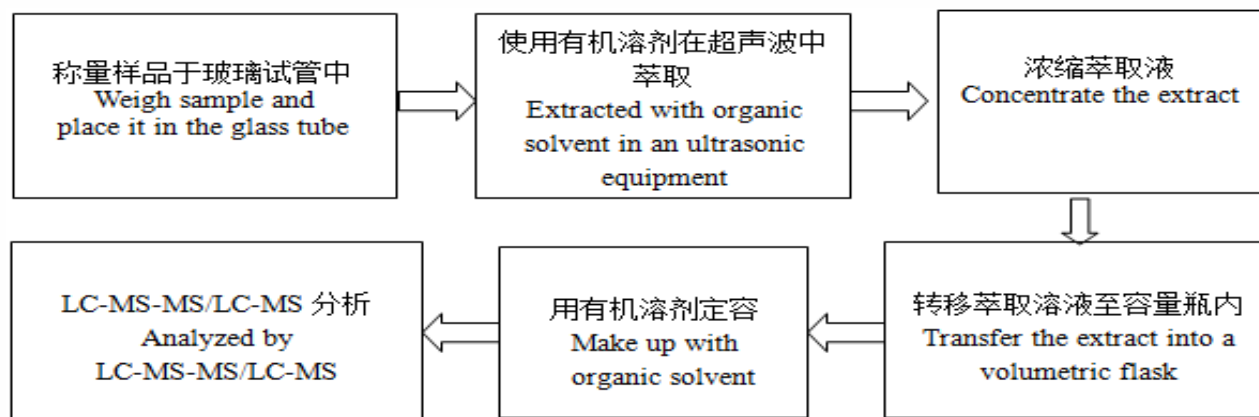 称量样品于玻璃试管中
Weigh sample and
place it in the glass tube
使用有机溶剂在超声波中
萃取
Extracted with organic
solvent in an ultrasonic
equipment
浓缩萃取液
Concentrate the extract
转移萃取溶液至容量瓶内
Transfer the extract into a
volumetric flask
用有机溶剂定容
Make up with
organic solvent
LC-MS-MS/LC-MS 分析
Analyzed by
LC-MS-MS/LC-MS